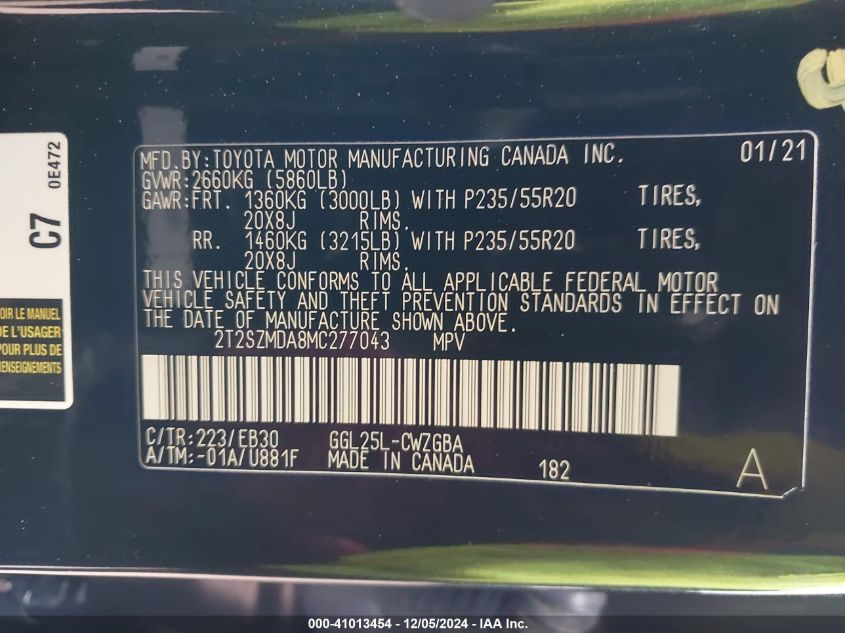 MFD.BY:TOYOTA MOTOR MANUFACTURING CANADA INC. 01/21
GVWR:2660KG (5860LB)
GAWR:FRT. 1360KG (3000LB) WITH P235/55R20 TIRES,
20X8J RIMS.
RR. 1460KG (3215LB) WITH P235/55R20 TIRES,
20X8J RIMS.
THIS VEHICLE CONFORMS TO ALL APPLICABLE FEDERAL MOTOR
VEHICLE SAFETY AND THEFT PREVENTION STANDARDS IN EFFECT ON
THE DATE OF MANUFACTURE SHOWN ABOVE.
2T2SZMDA8MC277043 MPV
C/TR:223/EB30 GGL25L-CWZGBA
A/TM:-01A/U881F MADE IN CANADA 182 A
C7 0E472
OIR LE MANUEL
DE L'USAGER
POUR PLUS DE
RENSEIGNEMENTS
000-41013454 - 12/05/2024 - IAA Inc.